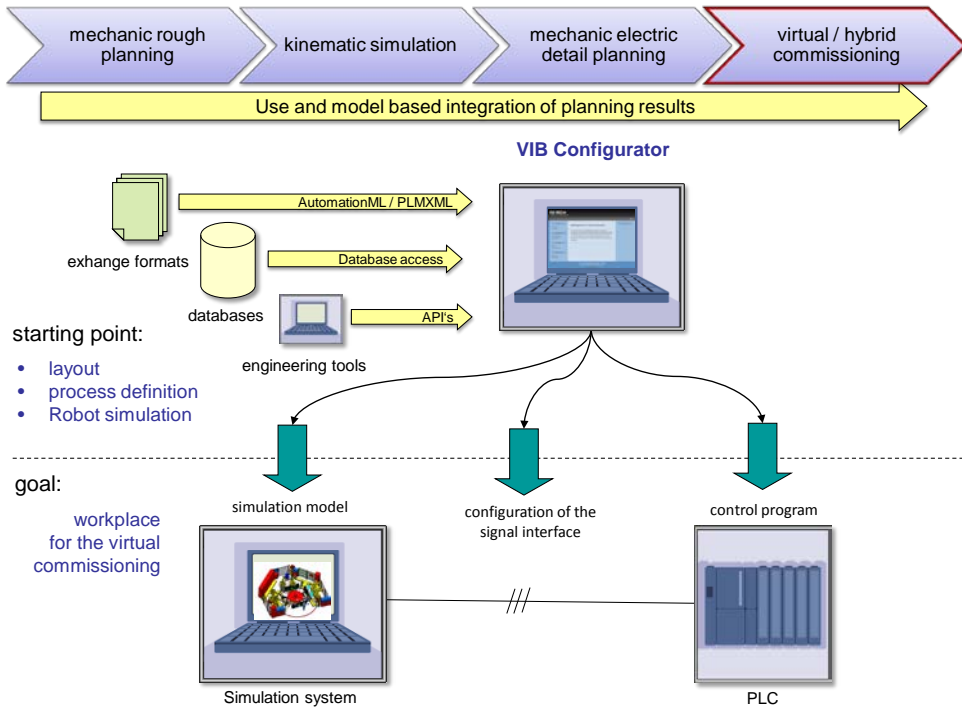 mechanic rough
planning
kinematic simulation
mechanic electric
detail planning
virtual / hybrid
commissioning
Use and model based integration of planning results
VIB Configurator
AutomationML / PLMXML
exhange formats
Database access
databases
API's
engineering tools
starting point:
• layout
• process definition
• Robot simulation
goal:
workplace
for the virtual
commissioning
simulation model
configuration of the
signal interface
control program
Simulation system
PLC